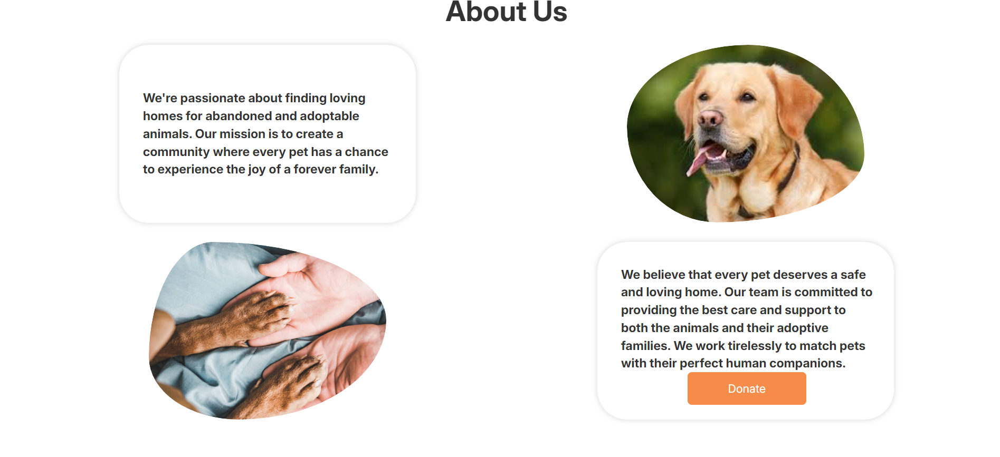 About Us
We're passionate about finding loving
homes for abandoned and adoptable
animals. Our mission is to create a
community where every pet has a chance
to experience the joy of a forever family.
We believe that every pet deserves a safe
and loving home. Our team is committed to
providing the best care and support to
both the animals and their adoptive
families. We work tirelessly to match pets
with their perfect human companions.
Donate